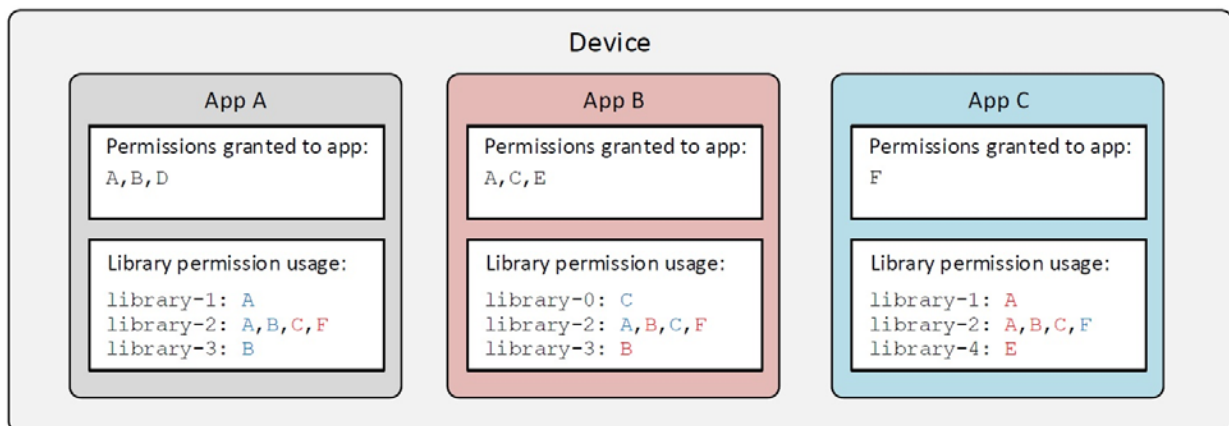 Device
App A
Permissions granted to app:
A,B,D
Library permission usage:
library-1: A
library-2: A,B,C,F
library-3: B
App B
Permissions granted to app:
A,C,E
Library permission usage:
library-0: C
library-2: A,B,C,F
library-3: B
App C
Permissions granted to app:
F
Library permission usage:
library-1: A
library-2: A,B,C,F
library-4: E